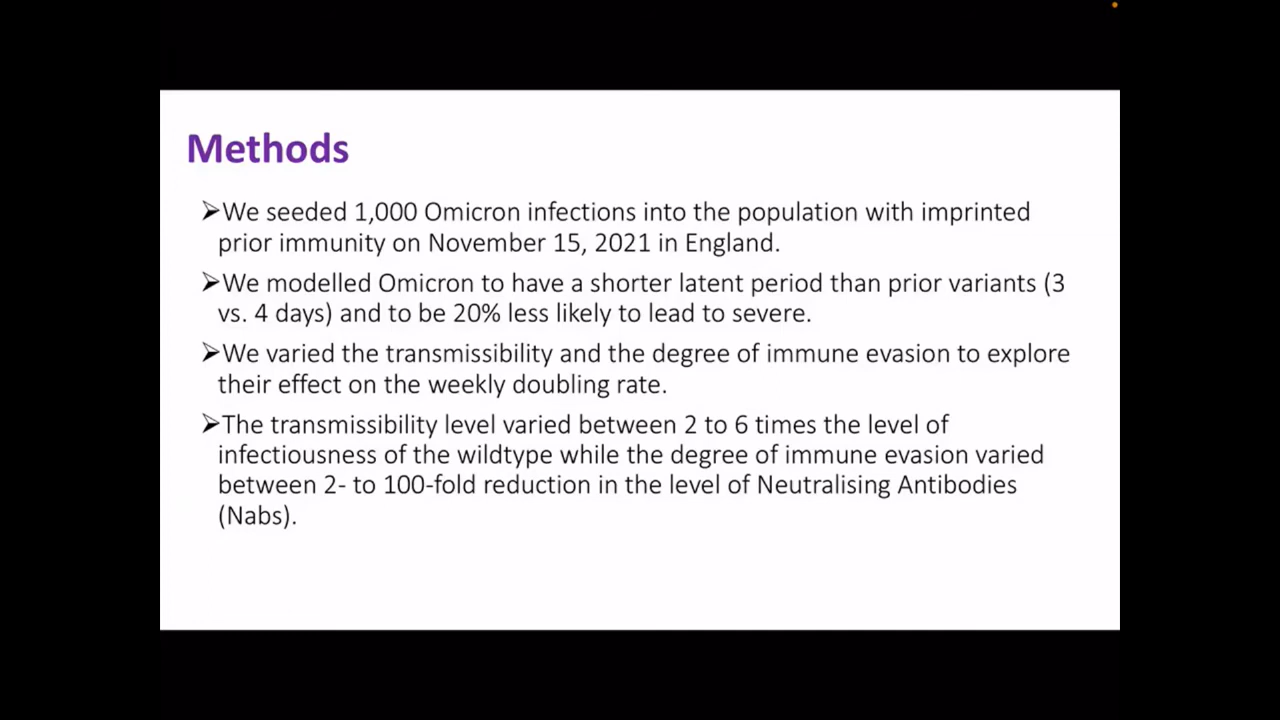 Methods
➢We seeded 1,000 Omicron infections into the population with imprinted
prior immunity on November 15, 2021 in England.
➢We modelled Omicron to have a shorter latent period than prior variants (3
vs. 4 days) and to be 20% less likely to lead to severe.
➢We varied the transmissibility and the degree of immune evasion to explore
their effect on the weekly doubling rate.
➢The transmissibility level varied between 2 to 6 times the level of
infectiousness of the wildtype while the degree of immune evasion varied
between 2- to 100-fold reduction in the level of Neutralising Antibodies
(Nabs).